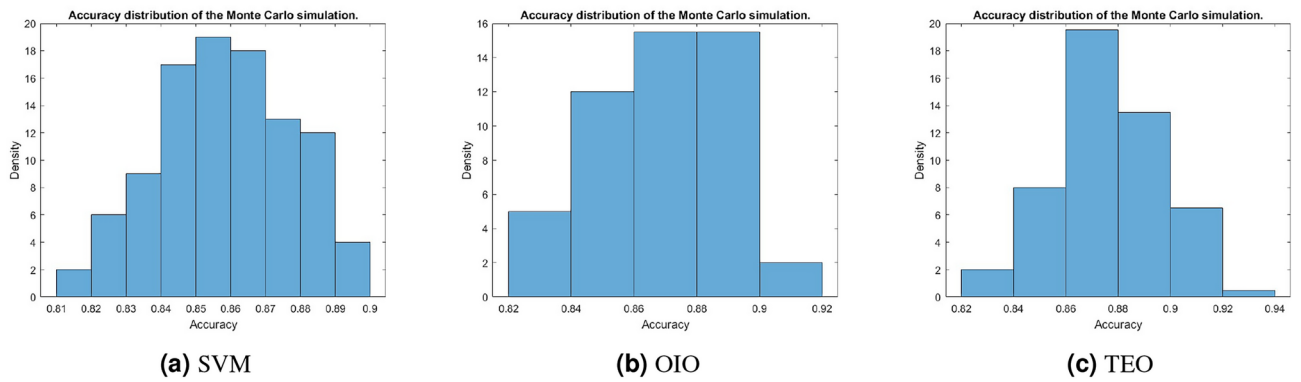 Accuracy distribution of the Monte Carlo simulation.
20
18
16
14
12
10
8
6
4
2
0
Density
0.81 0.82 0.83 0.84 0.85 0.86 0.87 0.88 0.89 0.9
Accuracy
(a) SVM
Accuracy distribution of the Monte Carlo simulation.
16
14
12
10
8
6
4
2
0
Density
0.82 0.84 0.86 0.88 0.9 0.92
Accuracy
(b) OIO
Accuracy distribution of the Monte Carlo simulation.
20
18
16
14
12
10
8
6
4
2
0
Density
0.82 0.84 0.86 0.88 0.90 0.92 0.94
Accuracy
(c) TEO